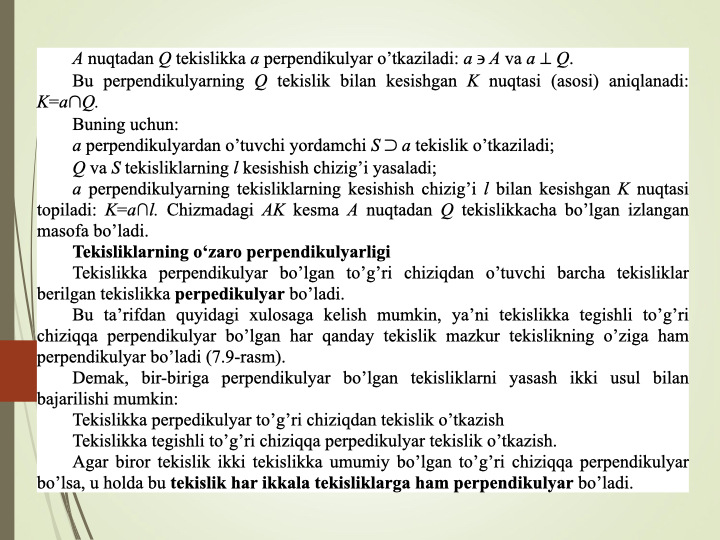 A nuqtadan Q tekislikka a perpendikulyar o’tkaziladi: a ∍ A va a ⊥ Q.
Bu perpendikulyarning Q tekislik bilan kesishgan K nuqtasi (asosi) aniqlanadi:
K=a⋂Q.
Buning uchun:
a perpendikulyardan o’tuvchi yordamchi S⊃ a tekislik o’tkaziladi;
Q va S tekisliklarning l kesishish chizig’i yasaladi;
a perpendikulyarning tekisliklarning kesishish chizig’i l bilan kesishgan K nuqtasi
topiladi: K=a⋂l. Chizmadagi AK kesma A nuqtadan Q tekislikkacha bo’lgan izlangan
masofa bo’ladi.
Tekisliklarning o‘zaro perpendikulyarligi
Tekislikka perpendikulyar bo’lgan to’g’ri chiziqdan o’tuvchi barcha tekisliklar
berilgan tekislikka perpedikulyar bo’ladi.
Bu ta’rifdan quyidagi xulosaga kelish mumkin, ya’ni tekislikka tegishli to’g’ri
chiziqqa perpendikulyar bo’lgan har qanday tekislik mazkur tekislikning o’ziga ham
perpendikulyar bo’ladi (7.9-rasm).
Demak, bir-biriga perpendikulyar bo’lgan tekisliklarni yasash ikki usul bilan
bajarilishi mumkin:
Tekislikka perpedikulyar to’g’ri chiziqdan tekislik o’tkazish
Tekislikka tegishli to’g’ri chiziqqa perpedikulyar tekislik o’tkazish.
Agar biror tekislik ikki tekislikka umumiy bo’lgan to’g’ri chiziqqa perpendikulyar
bo’lsa, u holda bu tekislik har ikkala tekisliklarga ham perpendikulyar bo’ladi.